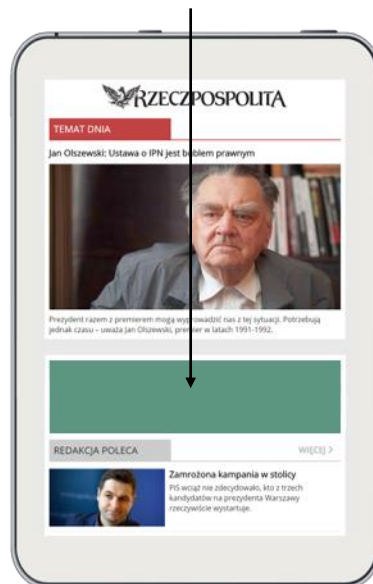 RZECZPOSPOLITA
TEMAT DNIA
Jan Olszewski: Ustawa o IPN jest bublem prawnym
Prezydent razem z premierem mogą wyprowadzić nas z tej sytuacji. Potrzebują
jednak czasu – uważa Jan Olszewski, premier w latach 1991-1992.
REDAKCJA POLECA
WIĘCEJ >
Zamrożona kampania w stolicy
PiS wciąż nie zdecydowało, kto z trzech
kandydatów na prezydenta Warszawy
rzeczywiście wystartuje.